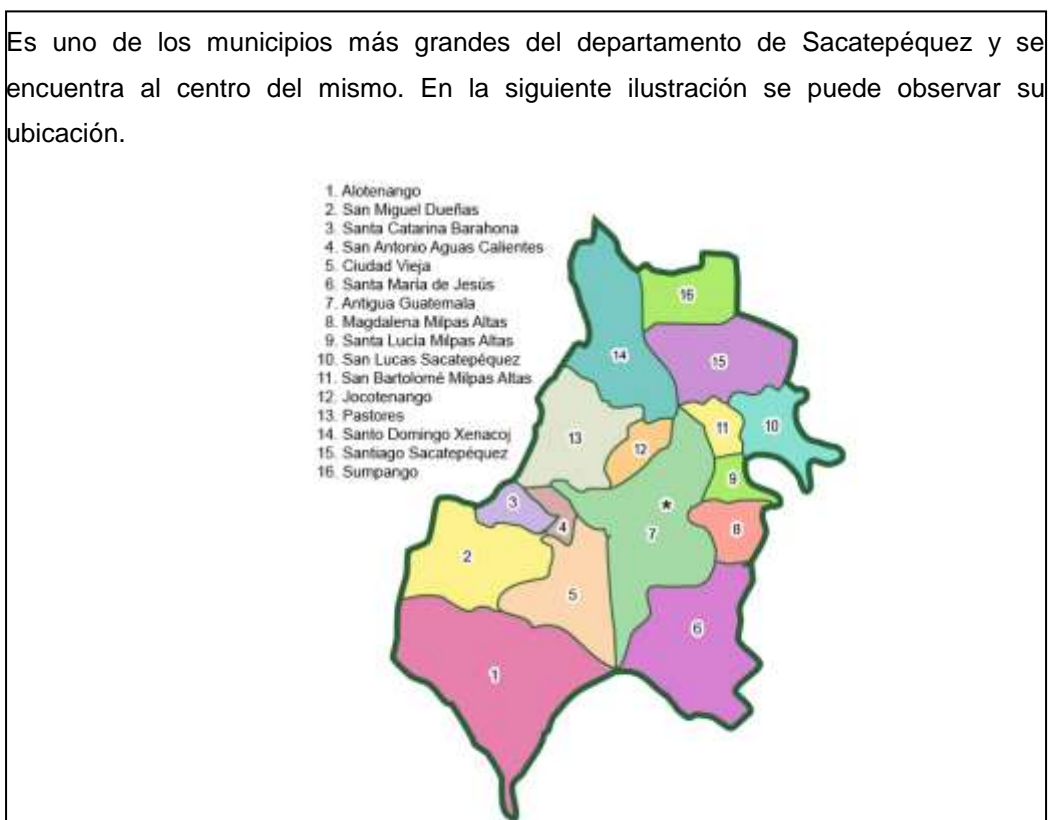 Es uno de los municipios más grandes del departamento de Sacatepéquez y se
encuentra al centro del mismo. En la siguiente ilustración se puede observar su
ubicación.
1. Alotenango
2. San Miguel Dueñas
3. Santa Catarina Barahona
4. San Antonio Aguas Calientes
5. Ciudad Vieja
6. Santa María de Jesús
7. Antigua Guatemala
8. Magdalena Milpas Altas
9. Santa Lucía Milpas Altas
10. San Lucas Sacatepéquez
11. San Bartolomé Milpas Altas
12. Jocotenango
13. Pastores
14. Santo Domingo Xenacoj
15. Santiago Sacatepéquez
16. Sumpango
16
14
15
11
10
13
12
9
3
4
7
8
2
5
6
1